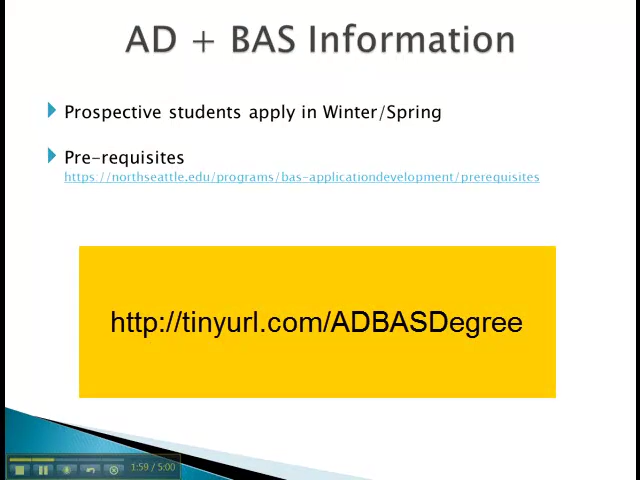 AD + BAS Information
Prospective students apply in Winter/Spring
Pre-requisites
https://northseattle.edu/programs/bas-applicationdevelopment/prerequisites
http://tinyurl.com/ADBASDegree
1:59 / 5:00